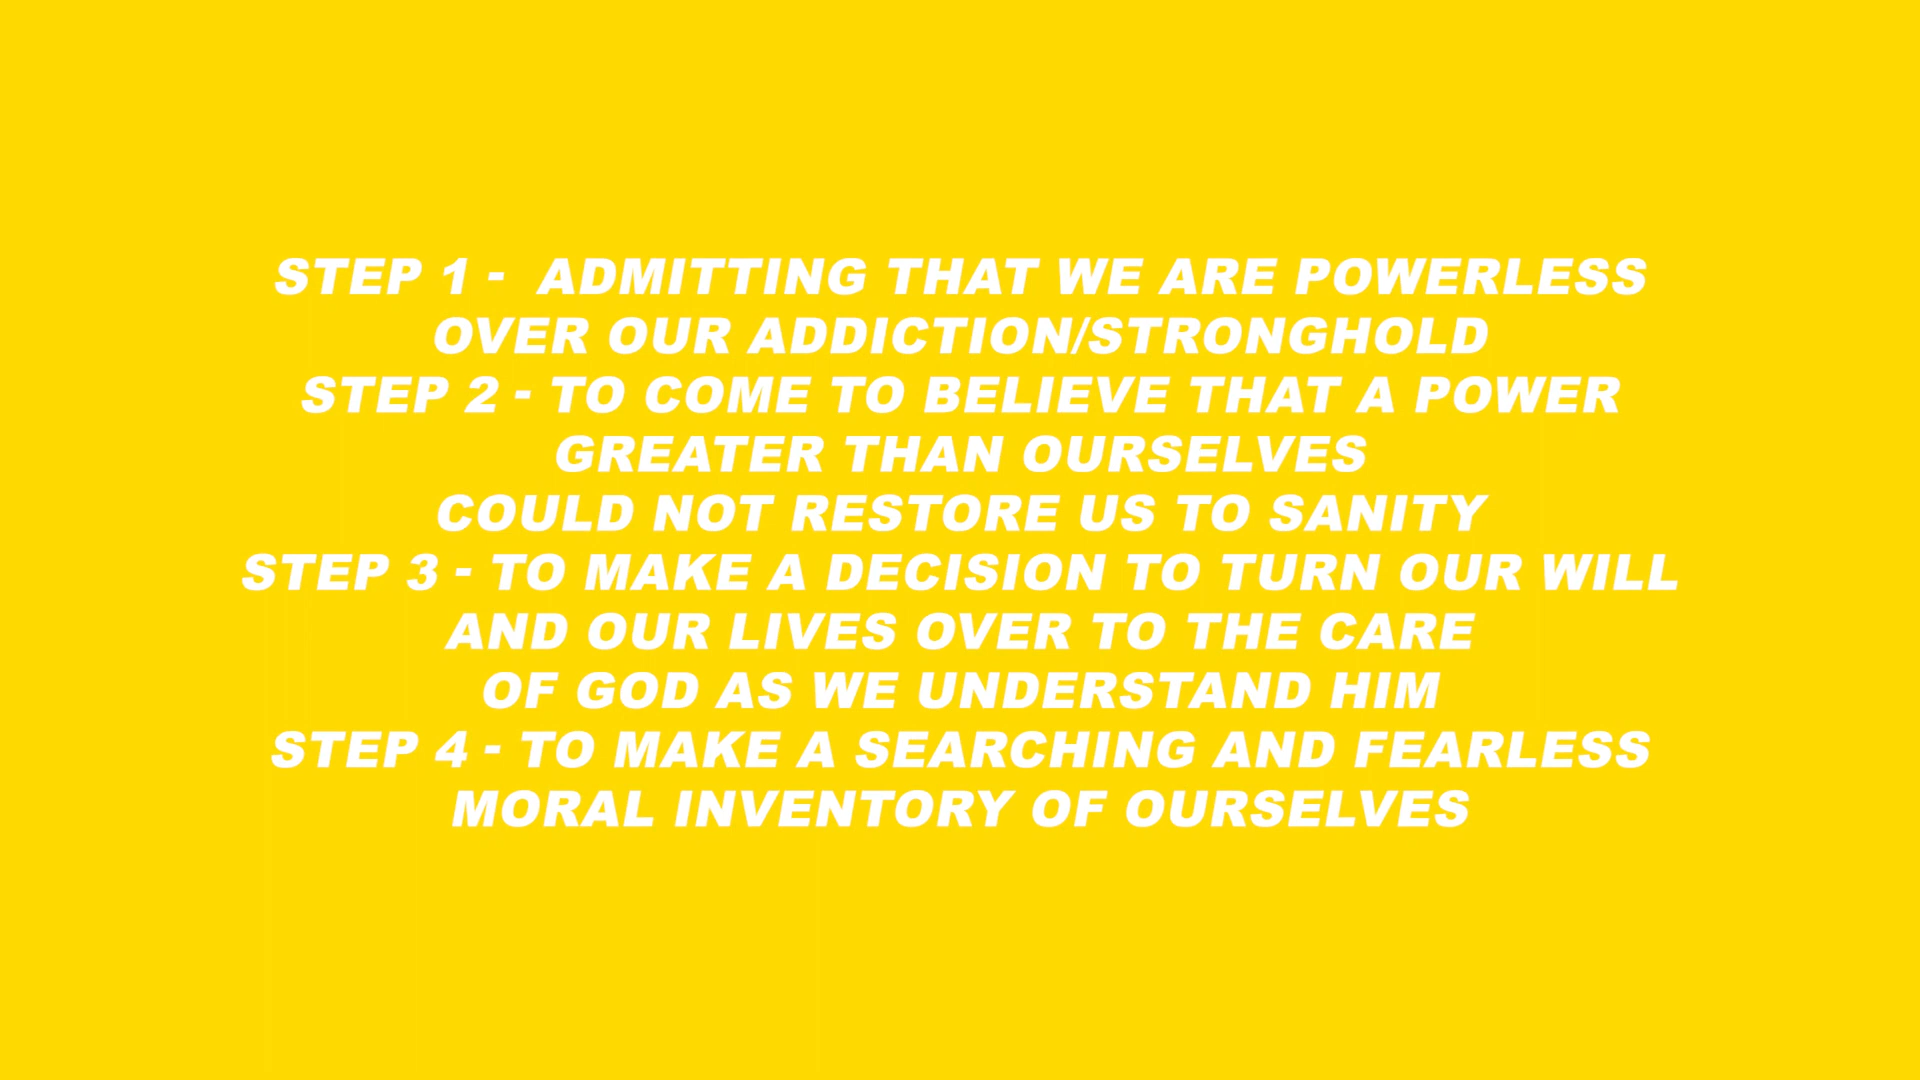 STEP 1 -  ADMITTING THAT WE ARE POWERLESS
OVER OUR ADDICTION/STRONGHOLD
STEP 2 - TO COME TO BELIEVE THAT A POWER
GREATER THAN OURSELVES
COULD NOT RESTORE US TO SANITY
STEP 3 - TO MAKE A DECISION TO TURN OUR WILL
AND OUR LIVES OVER TO THE CARE
OF GOD AS WE UNDERSTAND HIM
STEP 4 - TO MAKE A SEARCHING AND FEARLESS
MORAL INVENTORY OF OURSELVES